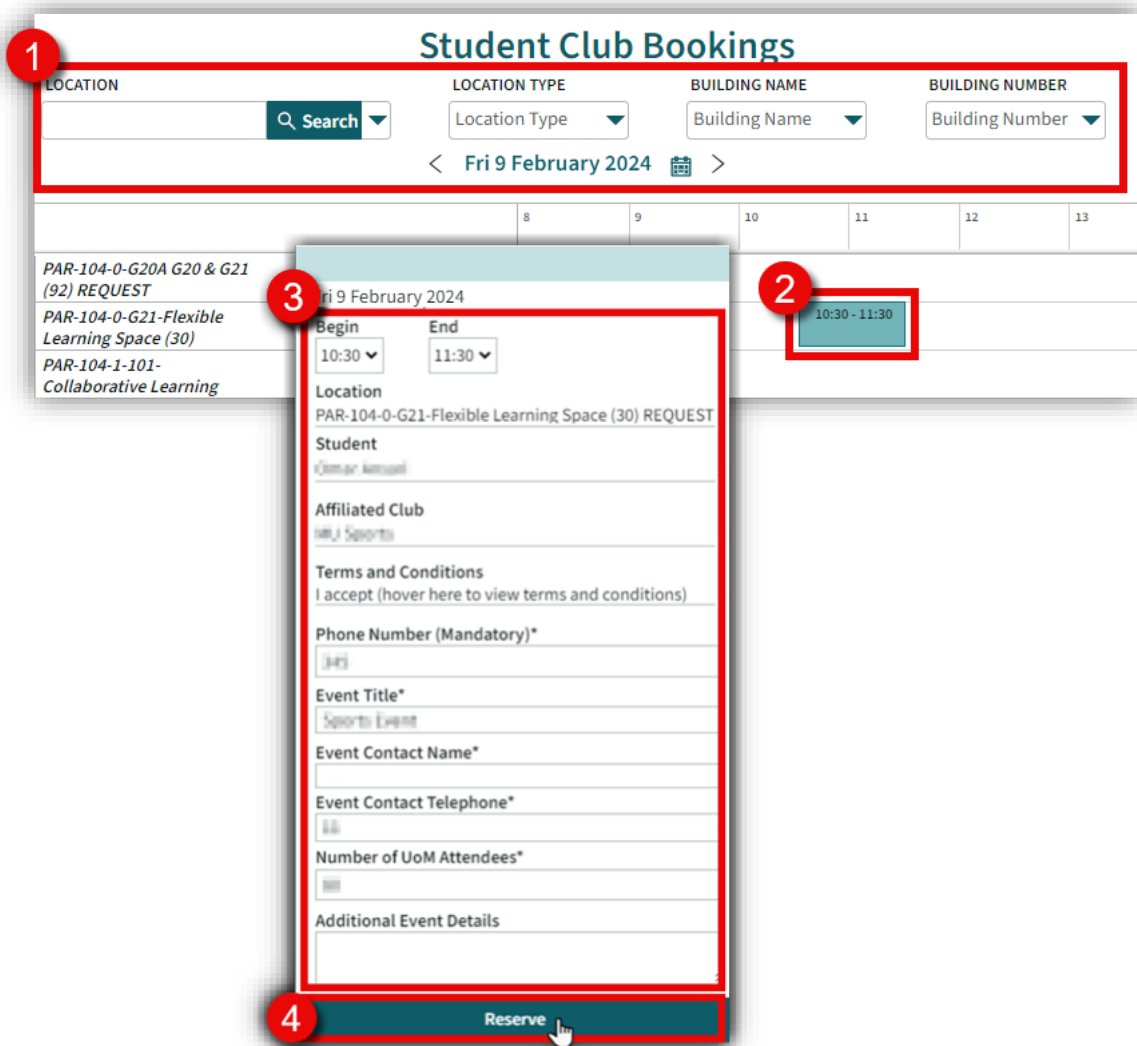 Student Club Bookings
1
LOCATION
LOCATION TYPE
BUILDING NAME
BUILDING NUMBER
Search
Location Type
Building Name
Building Number
Fri 9 February 2024
8 9 10 11 12 13
PAR-104-0-G20A G20 & G21
(92) REQUEST
PAR-104-0-G21-Flexible
Learning Space (30)
PAR-104-1-101-
Collaborative Learning
2
10:30 - 11:30
3
Fri 9 February 2024
Begin End
10:30 11:30
Location
PAR-104-0-G21-Flexible Learning Space (30) REQUEST
Student
Affiliated Club
Terms and Conditions
I accept (hover here to view terms and conditions)
Phone Number (Mandatory)*
Event Title*
Sports Event
Event Contact Name*
Event Contact Telephone*
Number of UoM Attendees*
Additional Event Details
4
Reserve